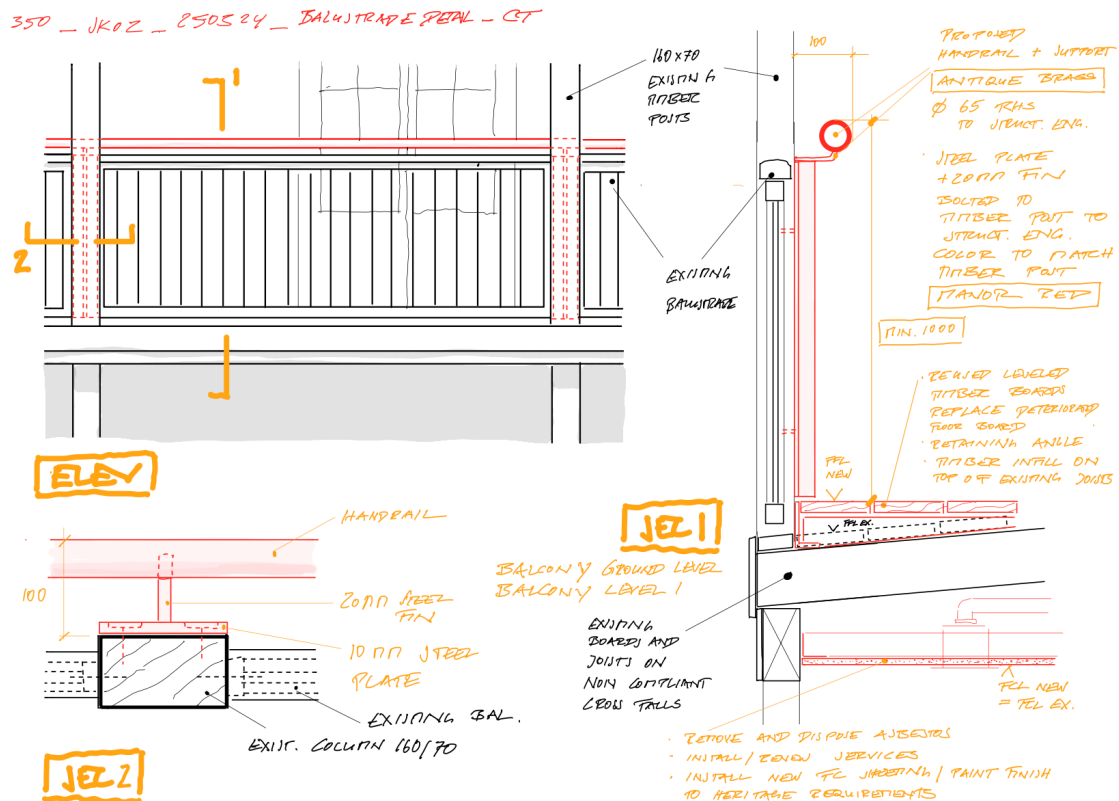 350 _ JKOZ _ 250524 _ BALUSTRADE DETAIL _ CT
1
2
160x70
EXISTING
TIMBER
POSTS
EXISTING
BALUSTRADE
100
PROPOSED
HANDRAIL + SUPPORT
ANTIQUE BRASS
Ø 65 RHS
TO STRUCT. ENG.
· STEEL PLATE
+20MM FIN
BOLTED TO
TIMBER POST TO
STRUCT. ENG.
COLOR TO MATCH
TIMBER POST
MANOR RED
MIN. 1000
· REUSED LEVELED
TIMBER BOARDS
REPLACE DETERIORATED
FLOOR BOARD
· RETAINING ANGLE
· TIMBER INFILL ON
TOP OF EXISTING JOISTS
FFL
NEW
FFL EX.
ELEV
SEC 1
BALCONY GROUND LEVEL
BALCONY LEVEL 1
HANDRAIL
100
20MM STEEL
FIN
10MM STEEL
PLATE
EXISTING BAL.
EXIST. COLUMN 160/70
SEC 2
EXISTING
BOARDS AND
JOISTS ON
NON COMPLIANT
CROSS FALLS
FCL NEW
= FCL EX.
· REMOVE AND DISPOSE ASBESTOS
· INSTALL/RENEW SERVICES
· INSTALL NEW FC SHEETING/PAINT FINISH
TO HERITAGE REQUIREMENTS